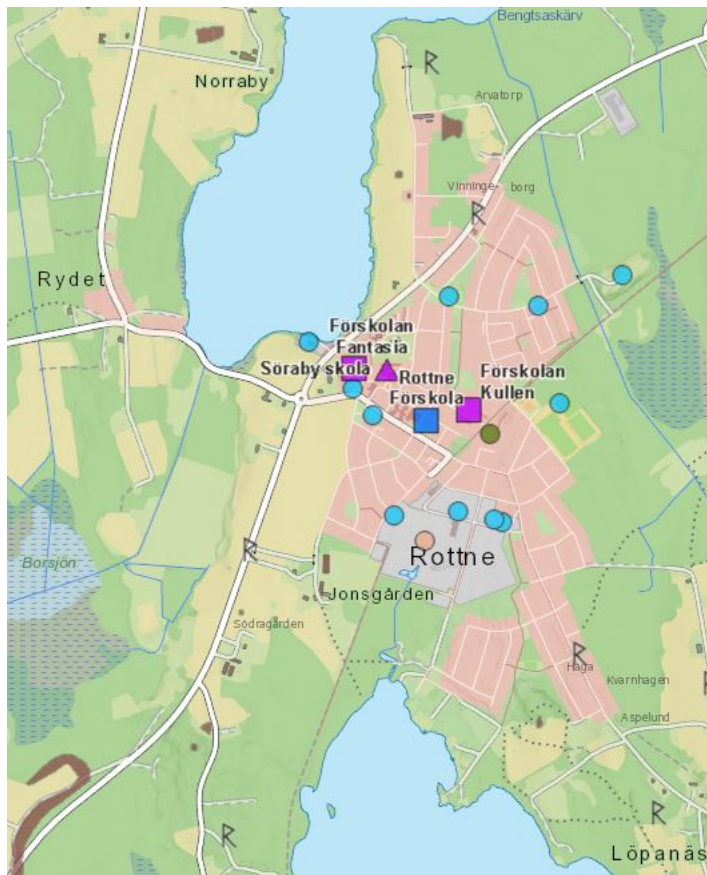 Bengtsaskärv
Norraby
Arvatorp
Vinninge-
borg
Rydet
Förskolan
Fantasia
Söraby skola
Rottne
Förskola
Förskolan
Kullen
Borsjön
Rottne
Jonsgården
Södragården
Haga
Kvarnhagen
Aspelund
Löpanäs